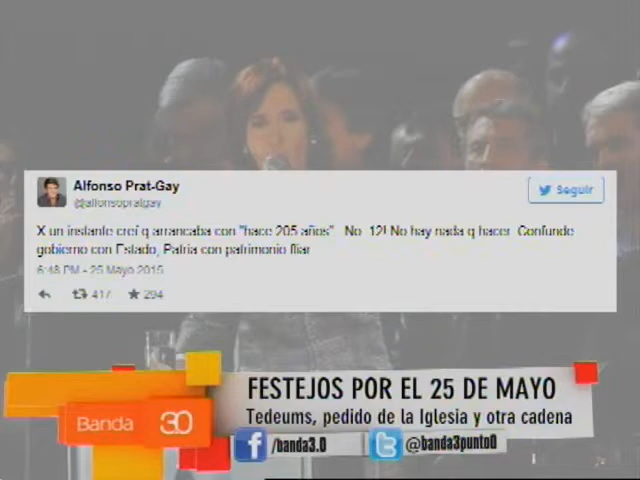 Alfonso Prat-Gay
@alfonsopratgay
Seguir
X un instante creí q arrancaba con "hace 205 años". No. 12! No hay nada q hacer. Confunde
gobierno con Estado, Patria con patrimonio fliar
6:48 PM - 25 Mayo 2015
417
294
FESTEJOS POR EL 25 DE MAYO
Tedeums, pedido de la Iglesia y otra cadena
Banda 3.0
/banda3.0
@banda3punto0